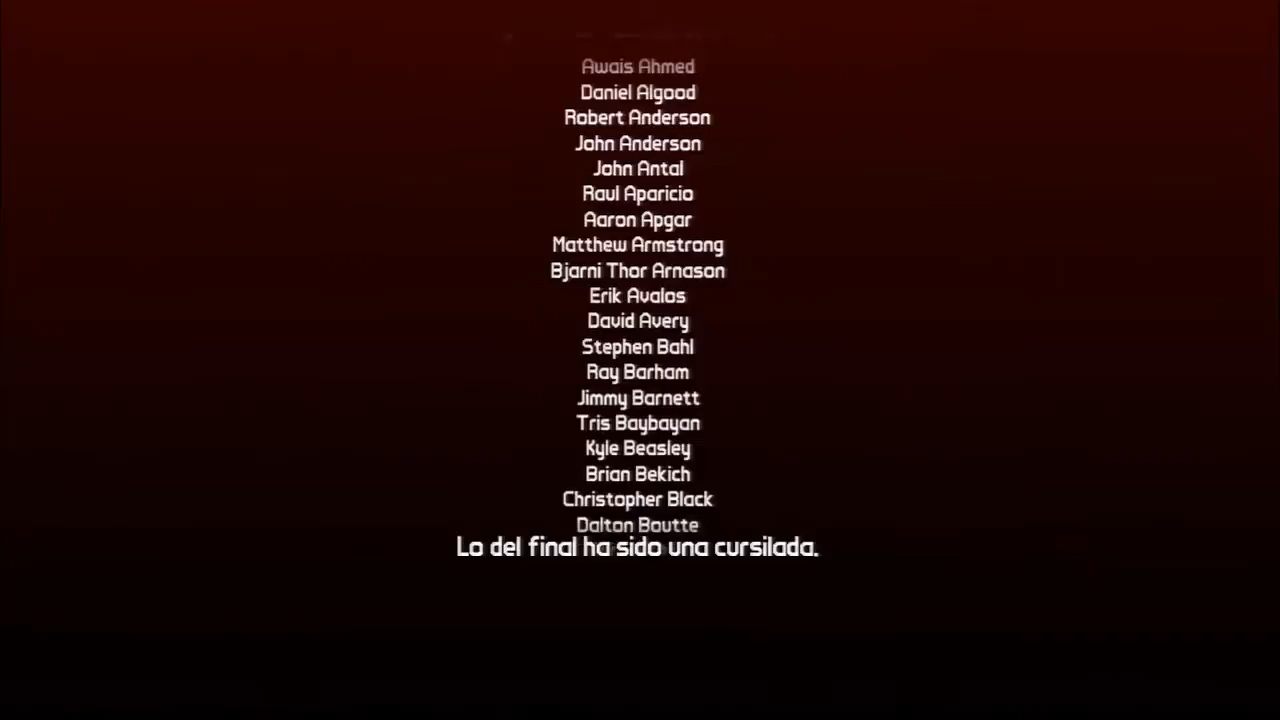 Awais Ahmed
Daniel Algood
Robert Anderson
John Anderson
John Antal
Raul Aparicio
Aaron Apgar
Matthew Armstrong
Bjarni Thor Arnason
Erik Avalos
David Avery
Stephen Bahl
Ray Barham
Jimmy Barnett
Tris Baybayan
Kyle Beasley
Brian Bekich
Christopher Black
Dalton Boutte
Lo del final ha sido una cursilada.